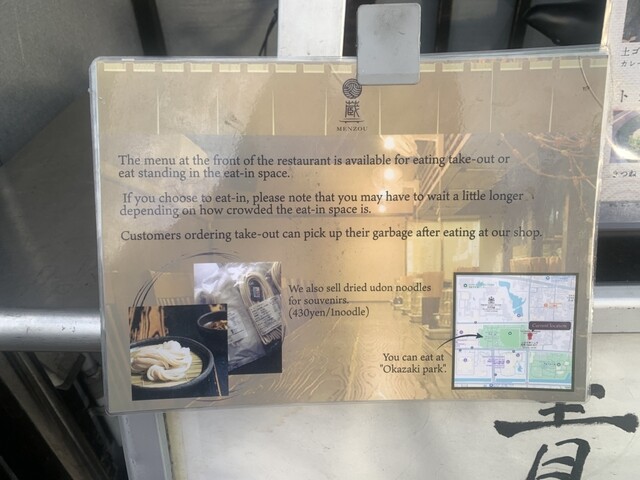 蔵
MENZOU
The menu at the front of the restaurant is available for eating take-out or
eat standing in the eat-in space.
If you choose to eat-in, please note that you may have to wait a little longer
depending on how crowded the eat-in space is.
Customers ordering take-out can pick up their garbage after eating at our shop.
We also sell dried udon noodles
for souvenirs.
(430yen/1noodle)
You can eat at
"Okazaki park".